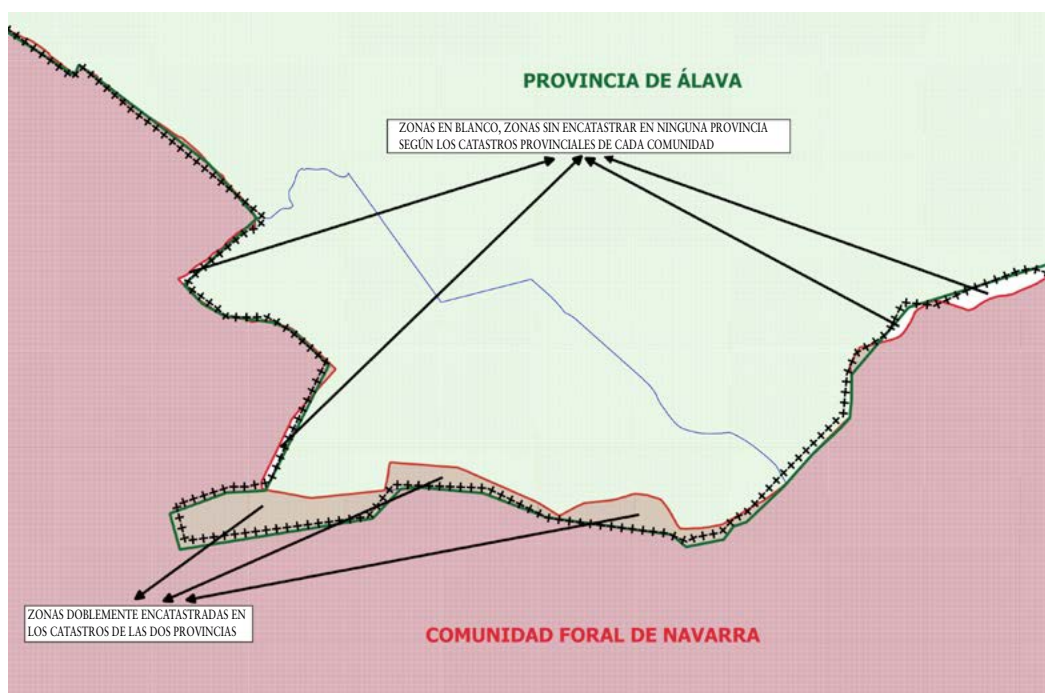 PROVINCIA DE ÁLAVA
ZONAS EN BLANCO, ZONAS SIN ENCATASTRAR EN NINGUNA PROVINCIA
SEGÚN LOS CATASTROS PROVINCIALES DE CADA COMUNIDAD
ZONAS DOBLEMENTE ENCATASTRADAS EN
LOS CATASTROS DE LAS DOS PROVINCIAS
COMUNIDAD FORAL DE NAVARRA